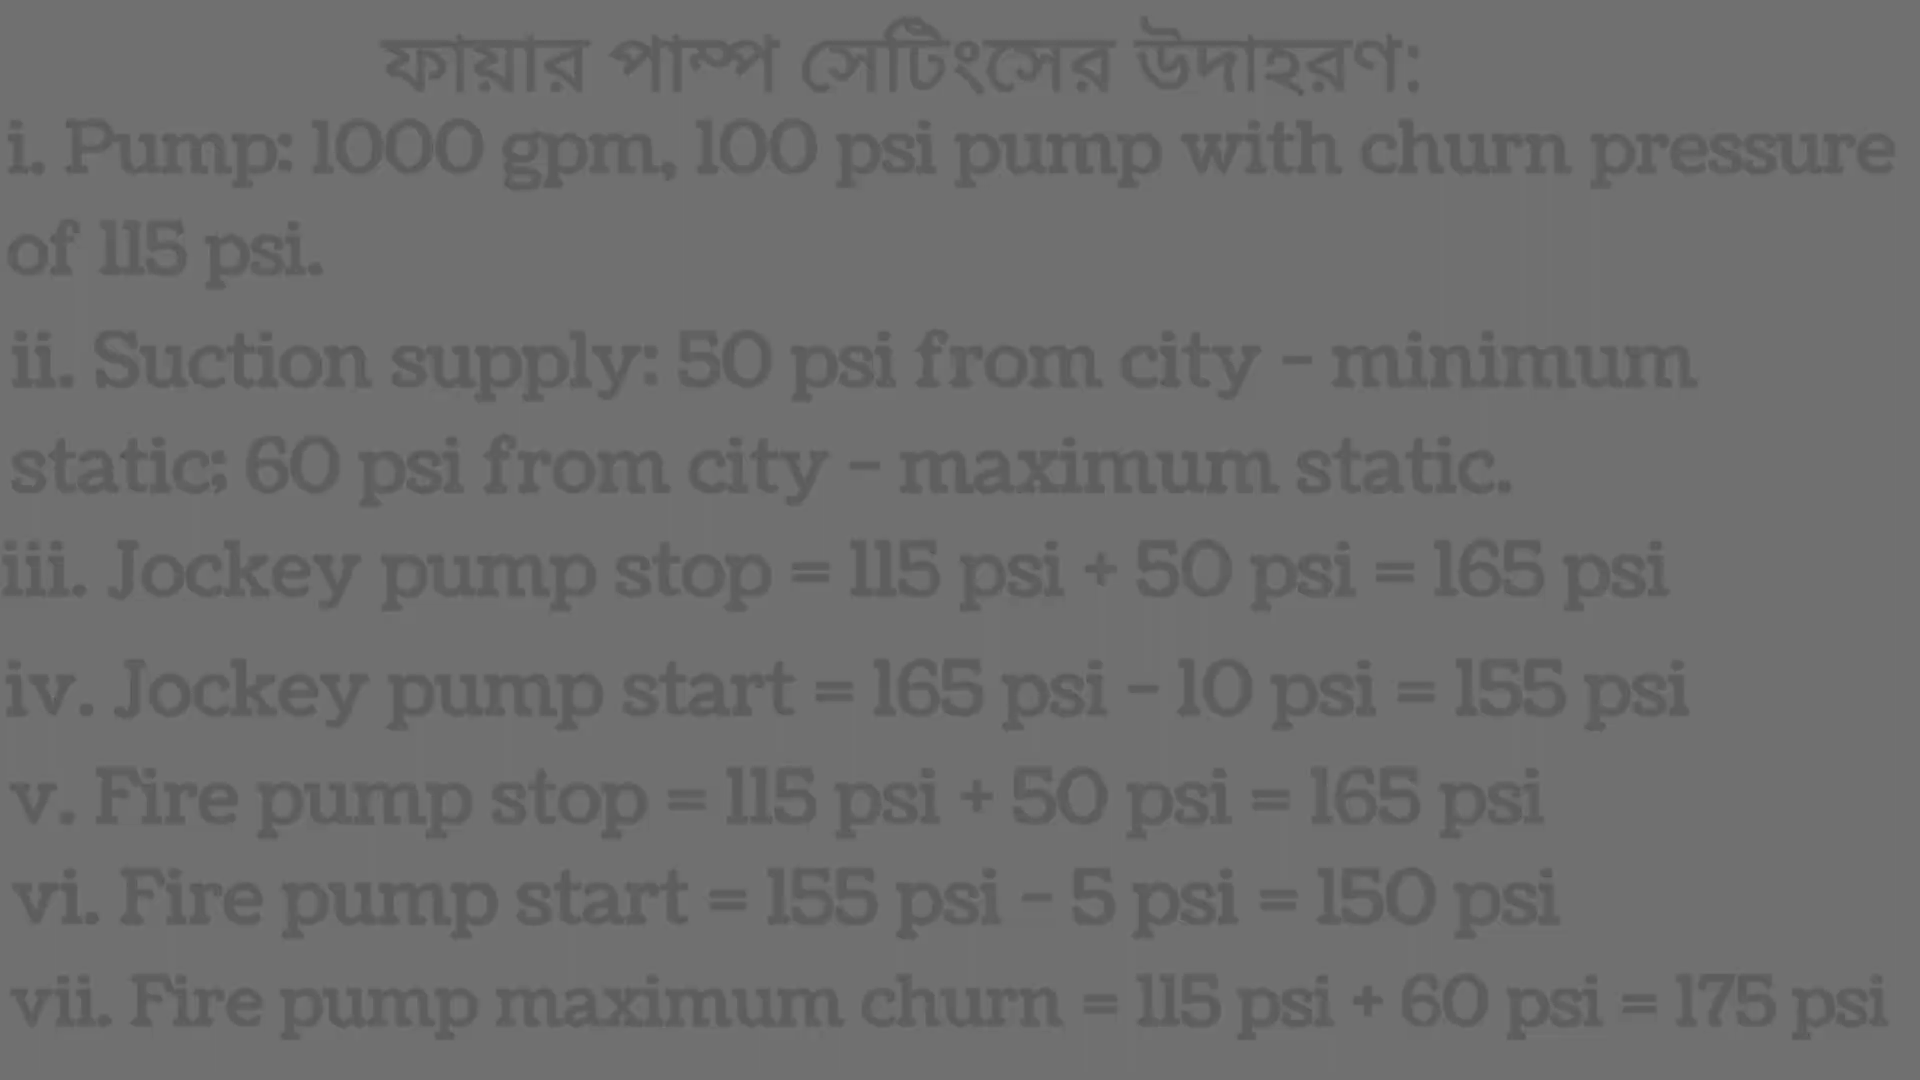 ফায়ার পাম্প সেটিংসের উদাহরণ:
i. Pump: 1000 gpm, 100 psi pump with churn pressure
of 115 psi.
ii. Suction supply: 50 psi from city - minimum
static; 60 psi from city - maximum static.
iii. Jockey pump stop = 115 psi + 50 psi = 165 psi
iv. Jockey pump start = 165 psi - 10 psi = 155 psi
v. Fire pump stop = 115 psi + 50 psi = 165 psi
vi. Fire pump start = 155 psi - 5 psi = 150 psi
vii. Fire pump maximum churn = 115 psi + 60 psi = 175 psi